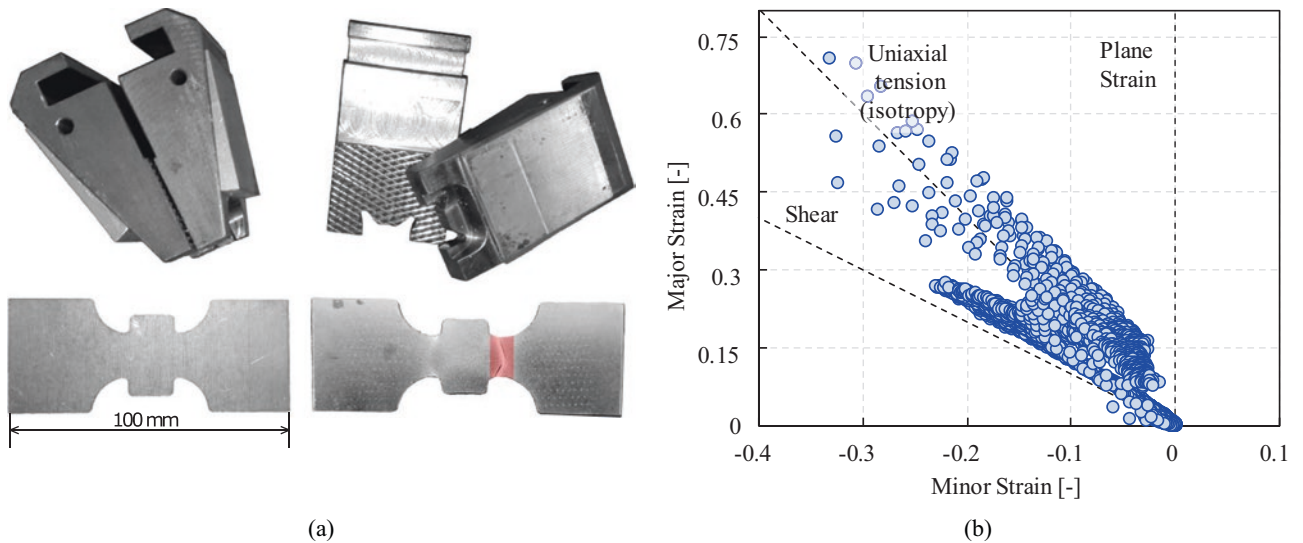 100 mm
(a)
0.75
0.6
0.45
0.3
0.15
0
-0.4
-0.3
-0.2
-0.1
0
0.1
Major Strain [-]
Minor Strain [-]
Uniaxial
tension
(isotropy)
Plane
Strain
Shear
(b)